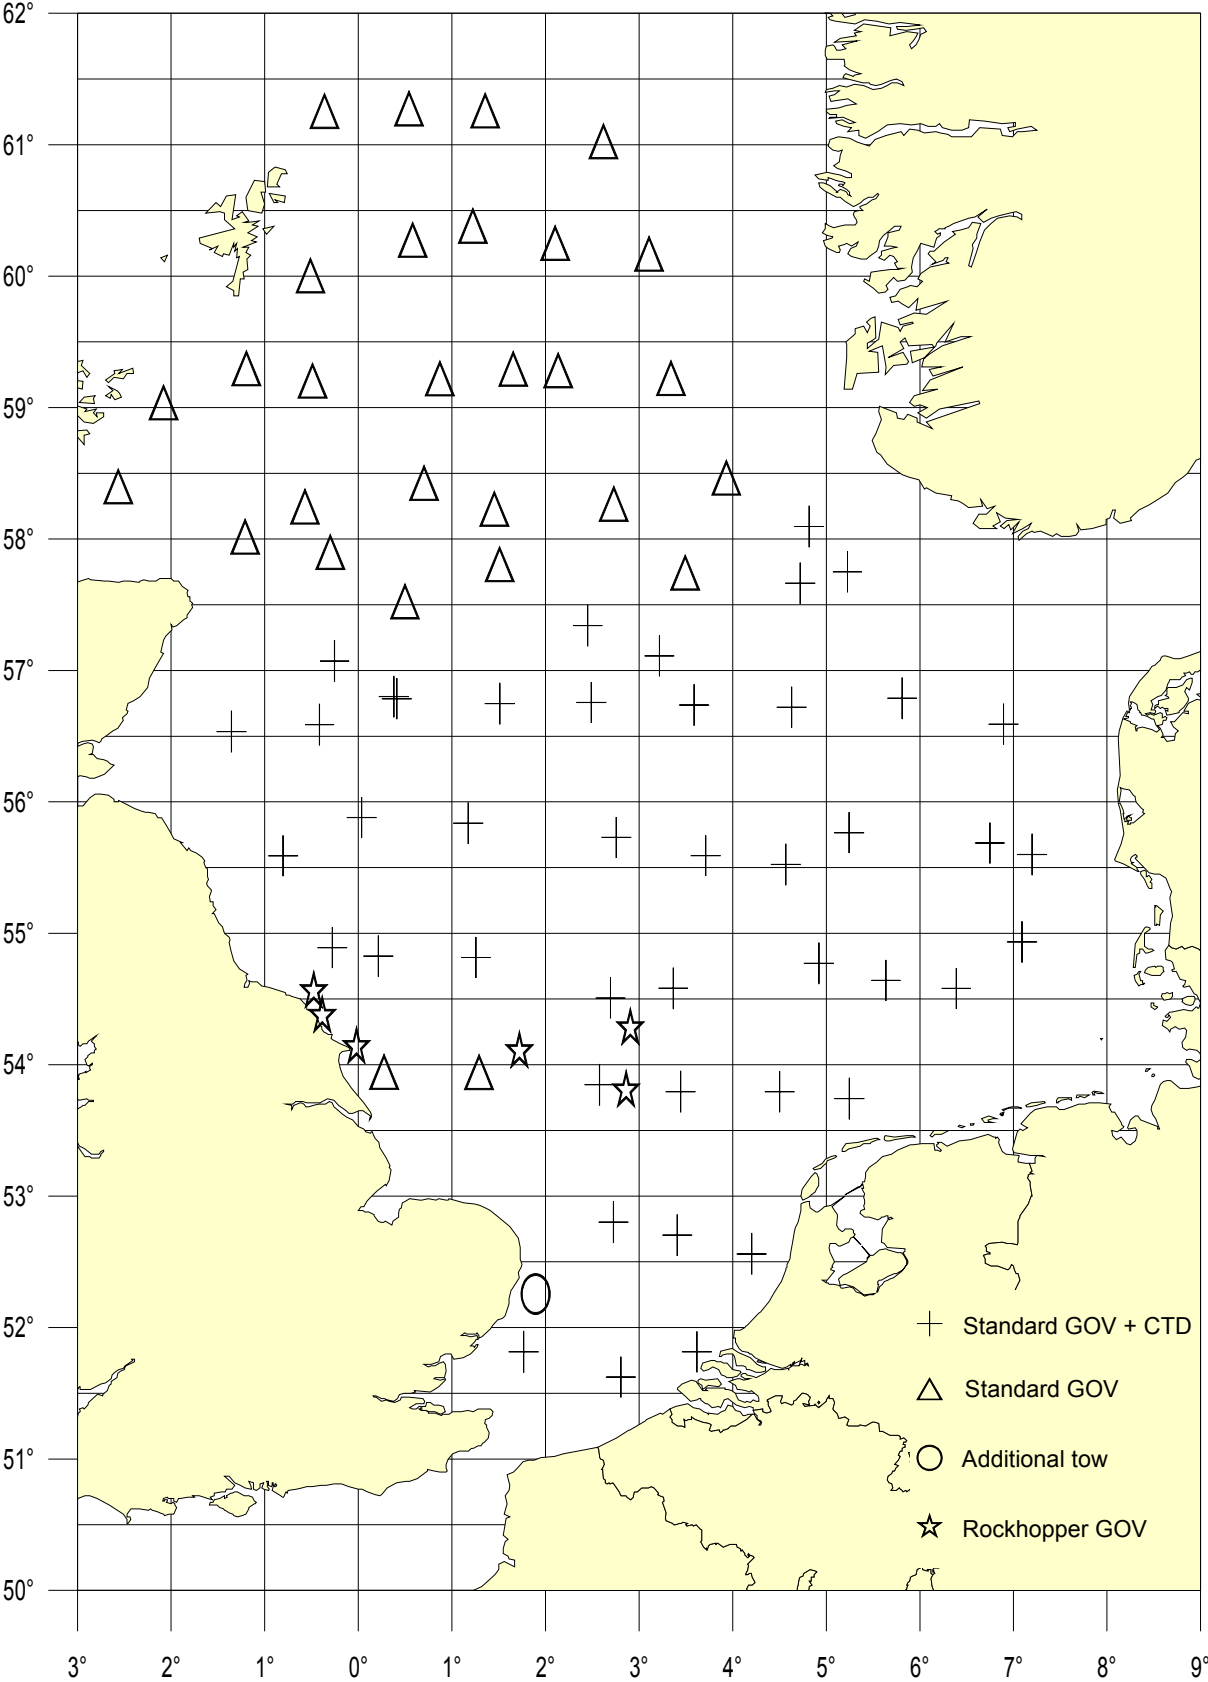 62°
61°
60°
59°
58°
57°
56°
55°
54°
53°
52°
51°
50°
Standard GOV + CTD
Standard GOV
Additional tow
Rockhopper GOV
3° 2° 1° 0° 1° 2° 3° 4° 5° 6° 7° 8° 9°